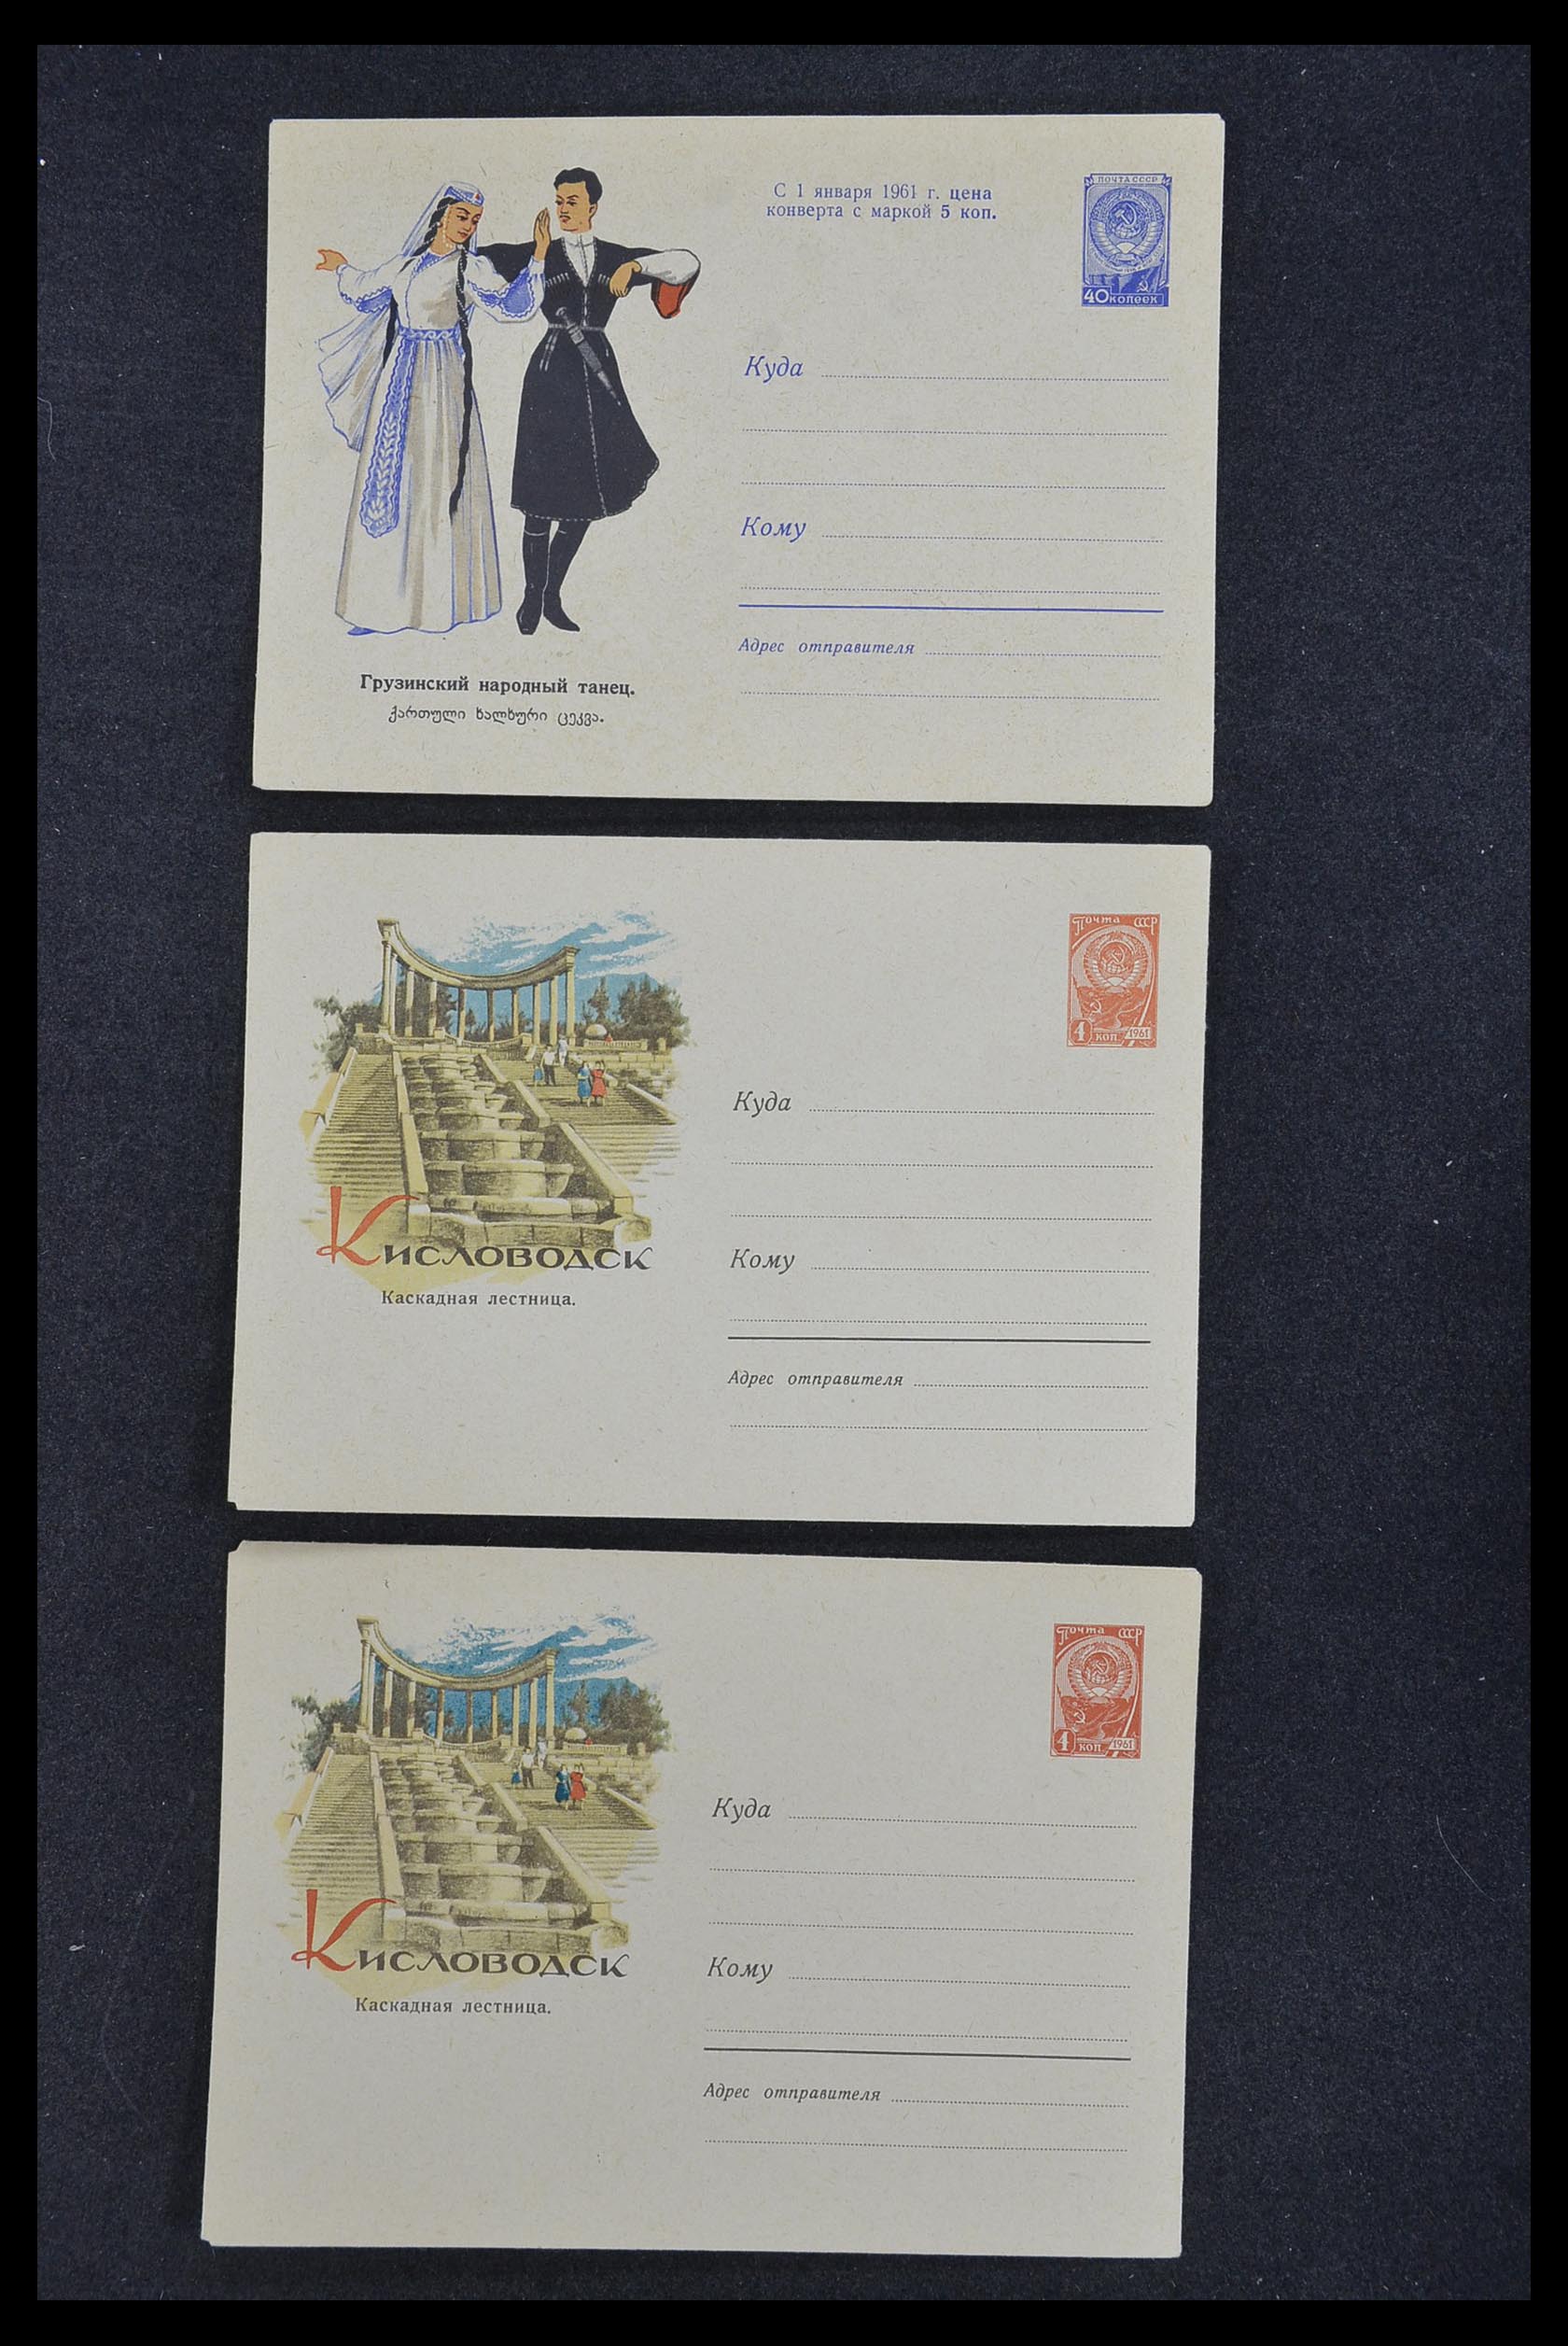 С 1 января 1961 г. цена
конверта с маркой 5 коп.
ПОЧТА СССР
40 копеек
Куда
Кому
Адрес отправителя
Грузинский народный танец.
ქართული ხალხური ცეკვა.
Почта СССР
4 коп. 1961
Куда
Кому
Адрес отправителя
Кисловодск
Каскадная лестница.
Почта СССР
4 коп. 1961
Куда
Кому
Адрес отправителя
Кисловодск
Каскадная лестница.